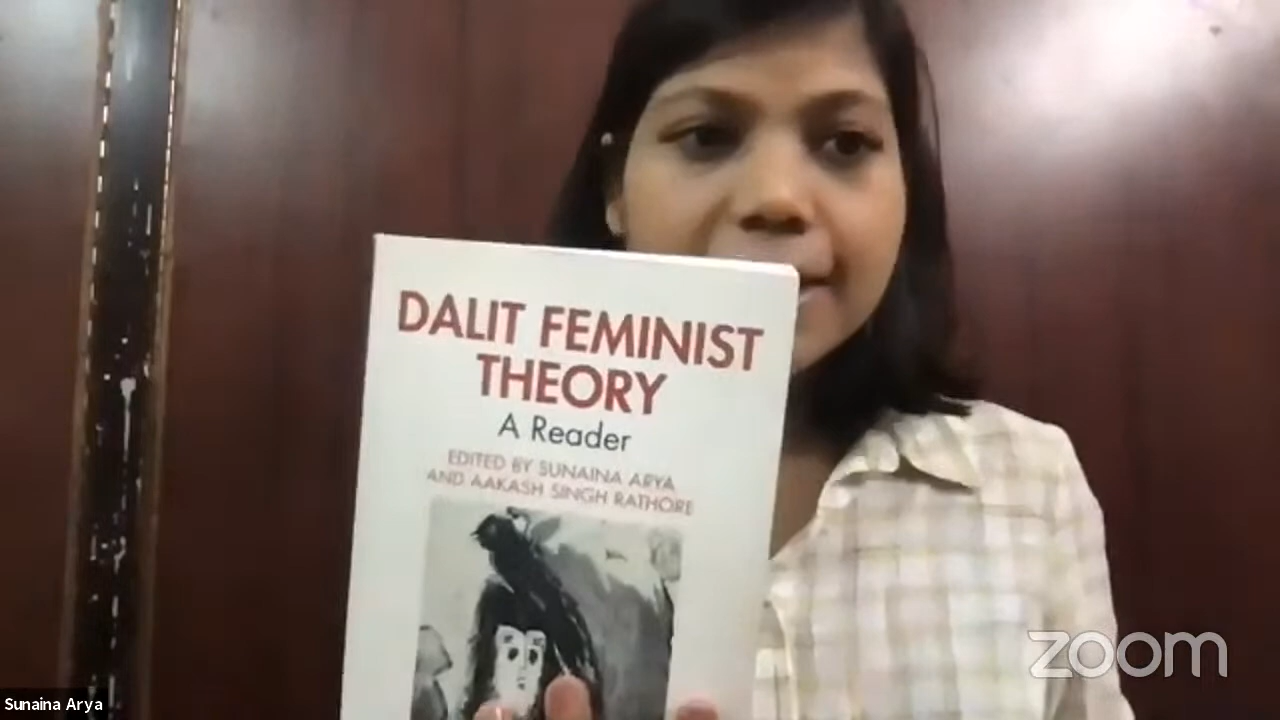 DALIT FEMINIST
THEORY
A Reader
EDITED BY SUNAINA ARYA
AND AAKASH SINGH RATHORE
zoom
Sunaina Arya